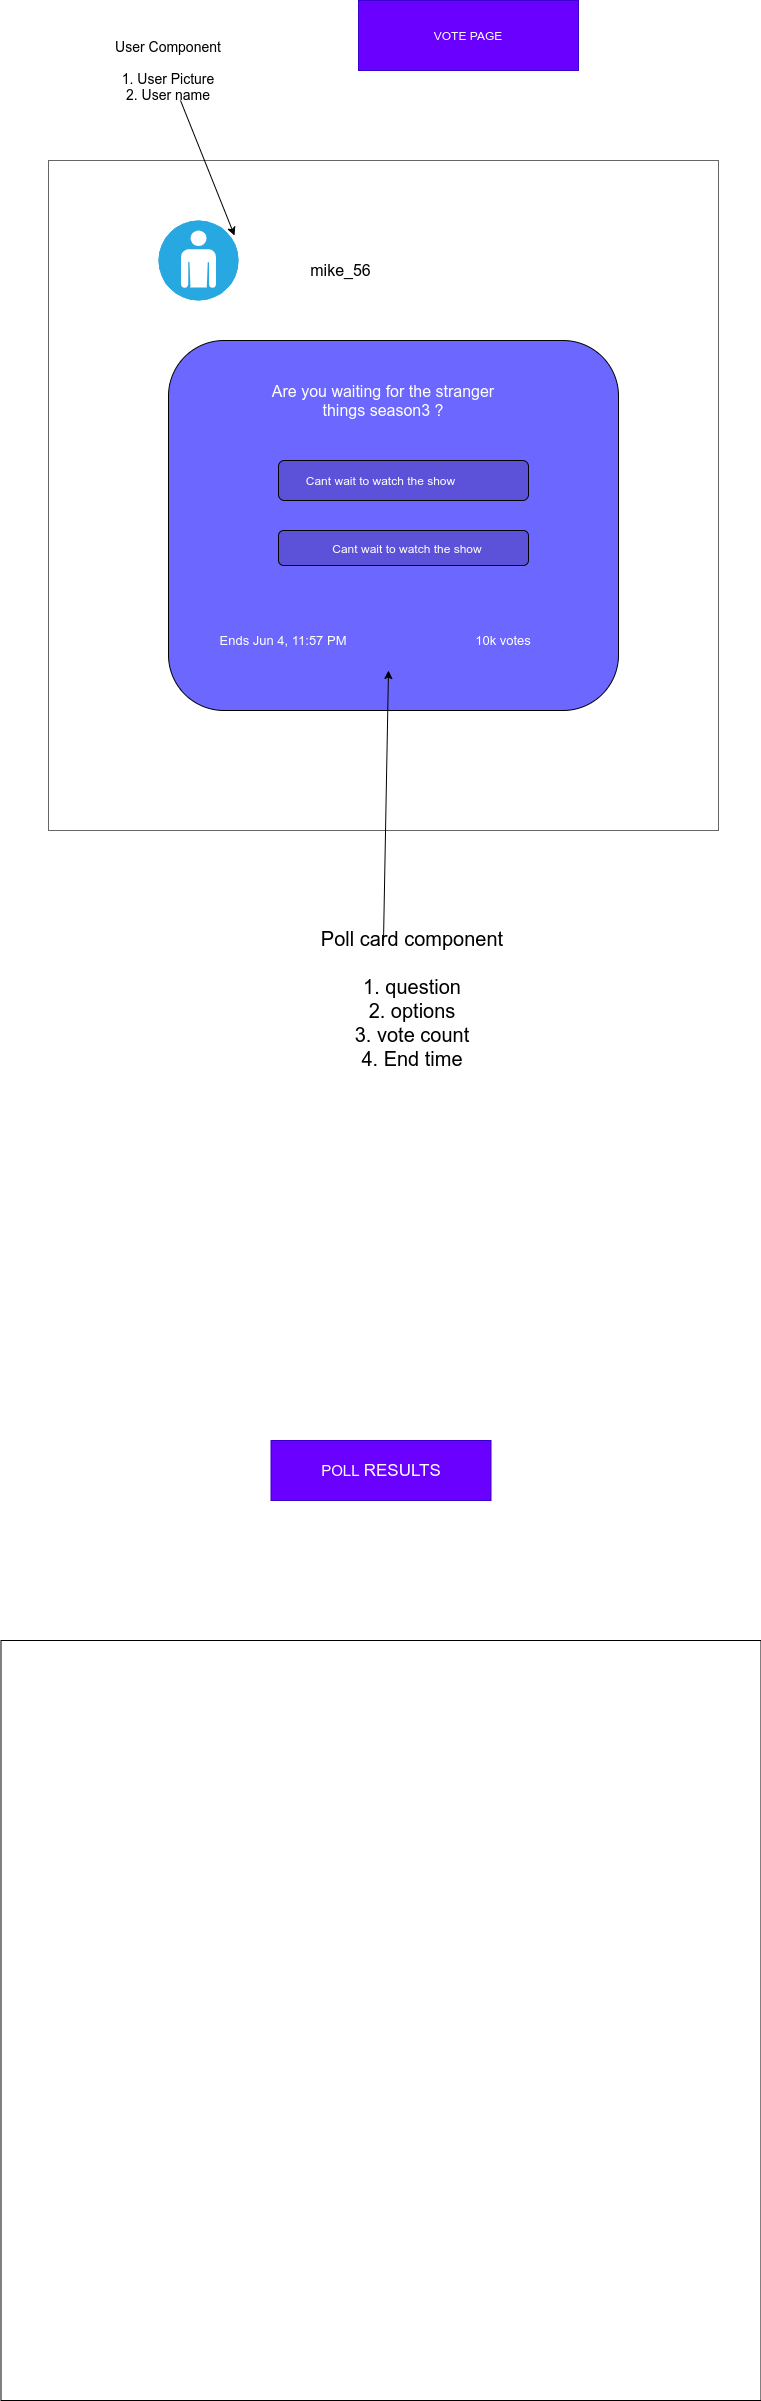 VOTE PAGE
User Component
1. User Picture
2. User name
mike_56
Are you waiting for the stranger
things season3 ?
Cant wait to watch the show
Cant wait to watch the show
Ends Jun 4, 11:57 PM
10k votes
Poll card component
1. question
2. options
3. vote count
4. End time
POLL RESULTS